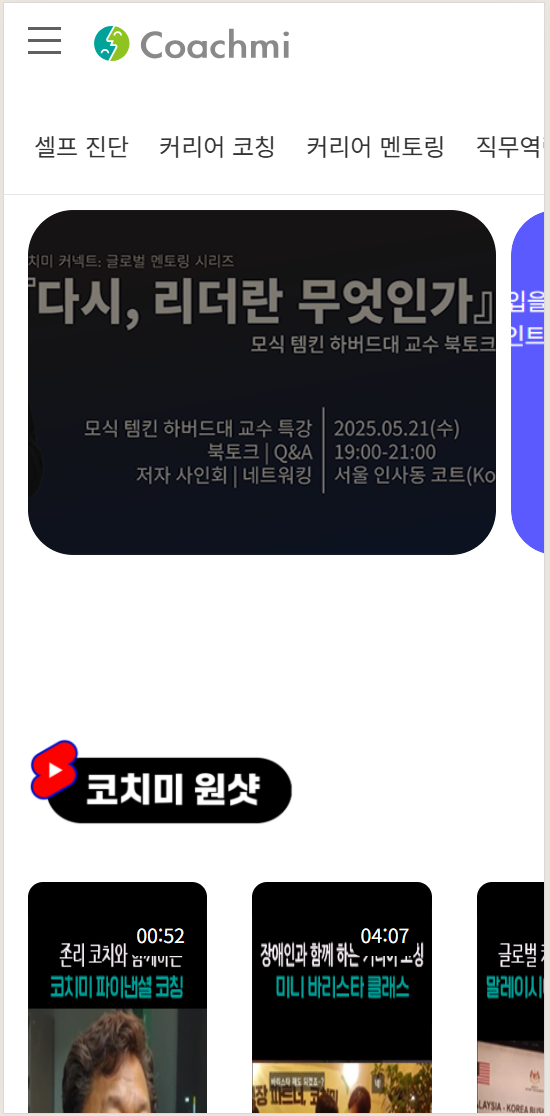 Coachmi
셀프 진단 커리어 코칭 커리어 멘토링 직무역
치미 커넥트: 글로벌 멘토링 시리즈
『다시, 리더란 무엇인가』
모식 템킨 하버드대 교수 북토크
모식 템킨 하버드대 교수 특강
북토크 | Q&A
저자 사인회 | 네트워킹
2025.05.21(수)
19:00-21:00
서울 인사동 코트(Ko
입을
인트
코치미 원샷
00:52
존리 코치와 함께하는
코치미 파이낸셜 코칭
04:07
장애인과 함께 하는 커리어 코칭
미니 바리스타 클래스
글로벌
말레이시